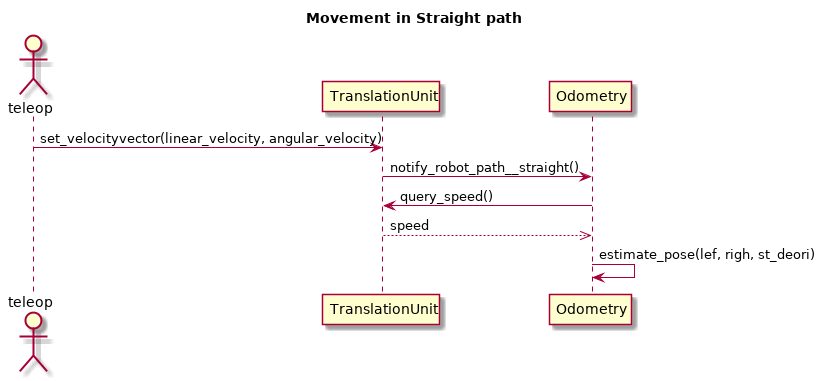 Movement in Straight path
teleop
TranslationUnit
Odometry
set_velocityvector(linear_velocity, angular_velocity)
notify_robot_path__straight()
query_speed()
speed
estimate_pose(lef, righ, st_deori)
teleop
TranslationUnit
Odometry